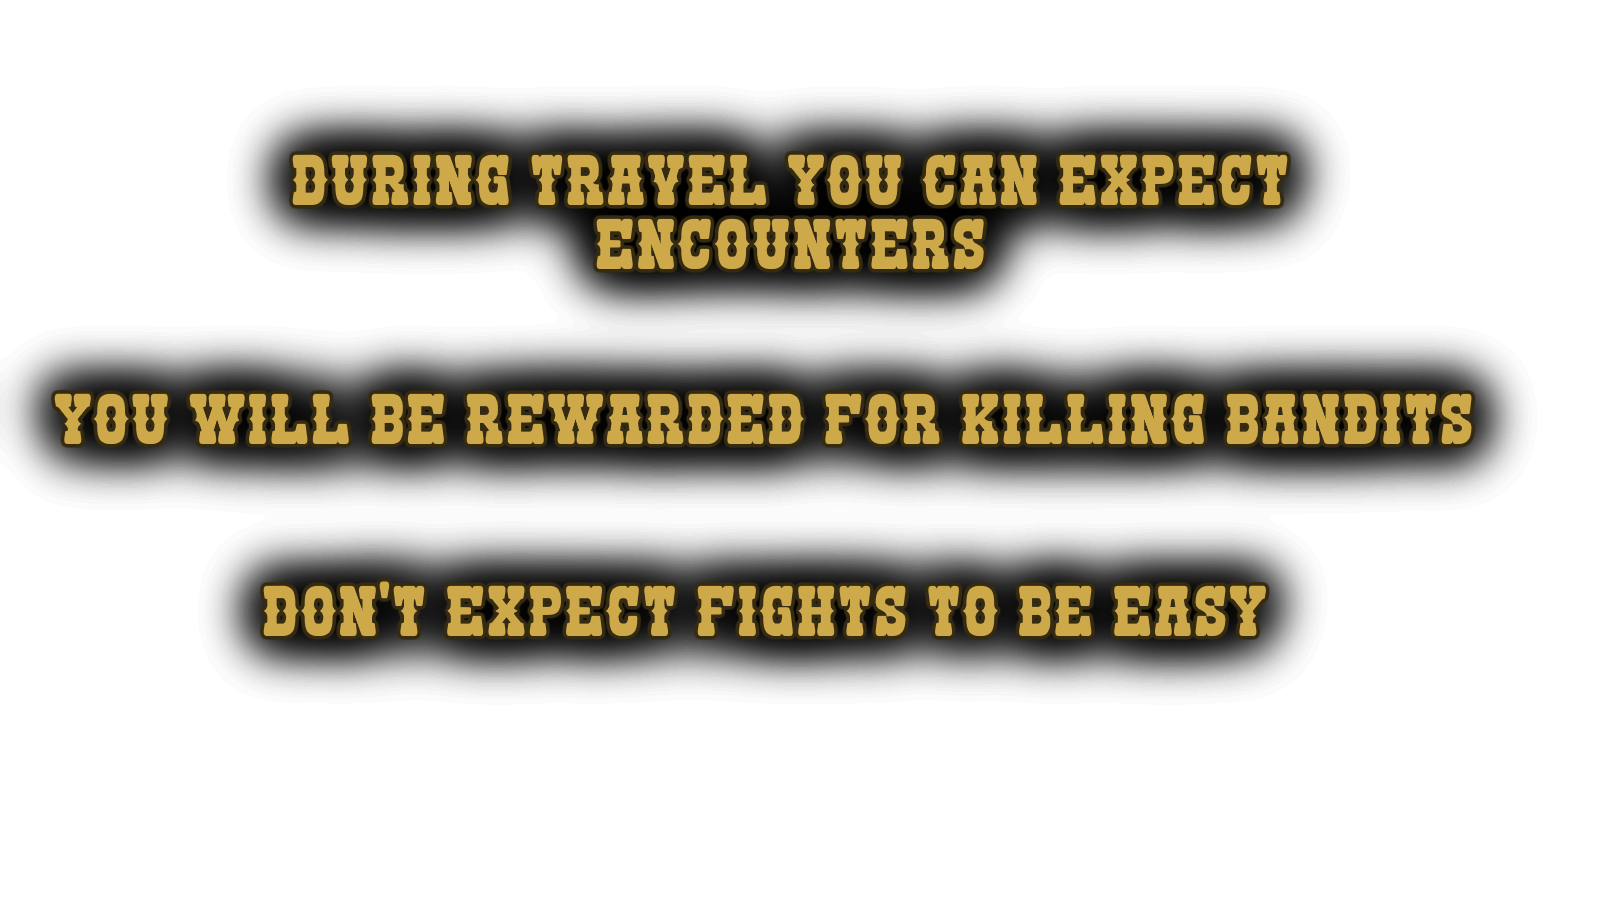 DURING TRAVEL YOU CAN EXPECT
ENCOUNTERS
YOU WILL BE REWARDED FOR KILLING BANDITS
DON'T EXPECT FIGHTS TO BE EASY